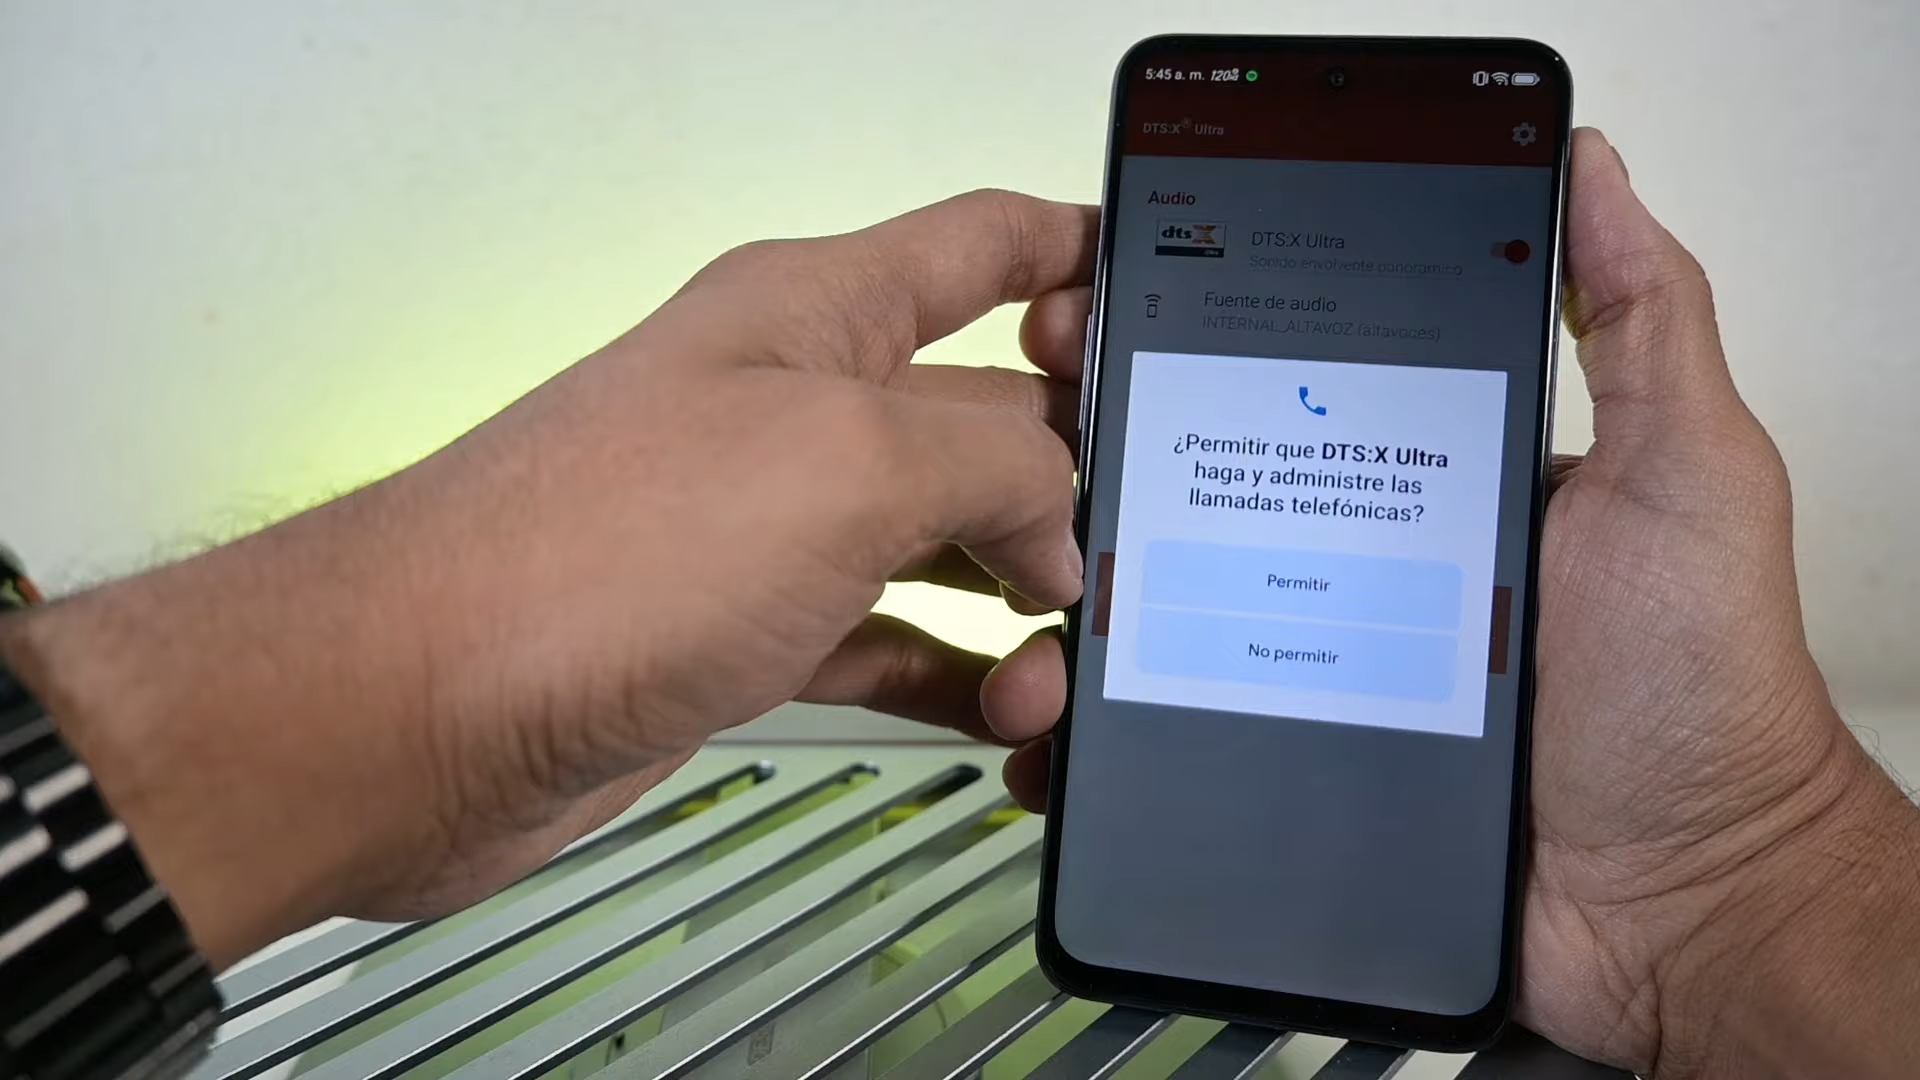 5:45 a. m.
DTS:X® Ultra
Audio
dts X
DTS:X Ultra
Sonido envolvente panorámico
Fuente de audio
INTERNAL_ALTAVOZ (altavoces)
¿Permitir que DTS:X Ultra
haga y administre las
llamadas telefónicas?
Permitir
No permitir